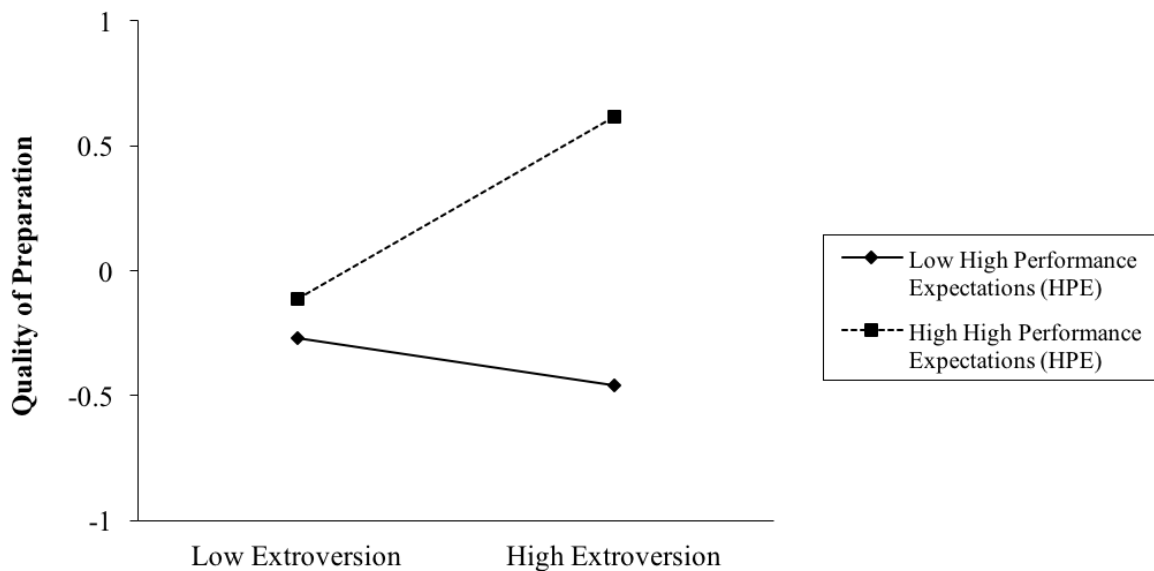 1
0.5
0
-0.5
-1
Quality of Preparation
Low Extroversion
High Extroversion
Low High Performance
Expectations (HPE)
High High Performance
Expectations (HPE)